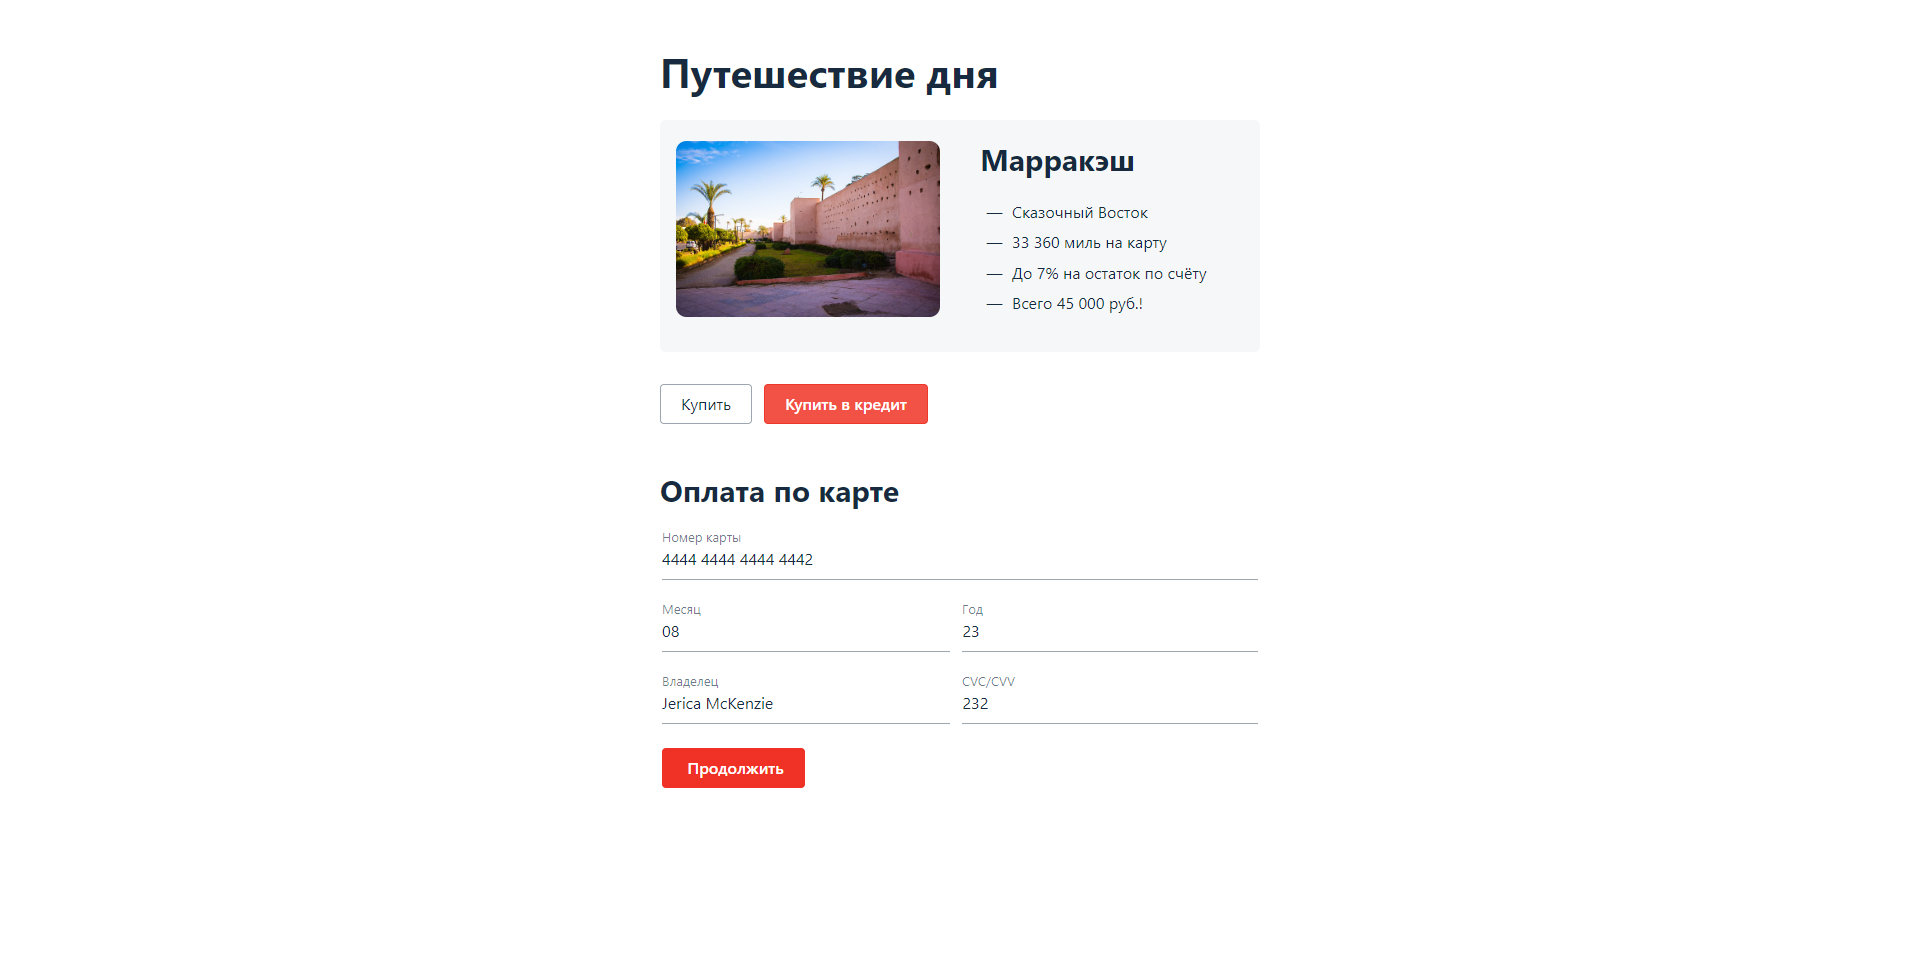 Путешествие дня
Марракэш
— Сказочный Восток
— 33 360 миль на карту
— До 7% на остаток по счёту
— Всего 45 000 руб.!
Купить
Купить в кредит
Оплата по карте
Номер карты
4444 4444 4444 4442
Месяц
Год
08
23
Владелец
CVC/CVV
Jerica McKenzie
232
Продолжить